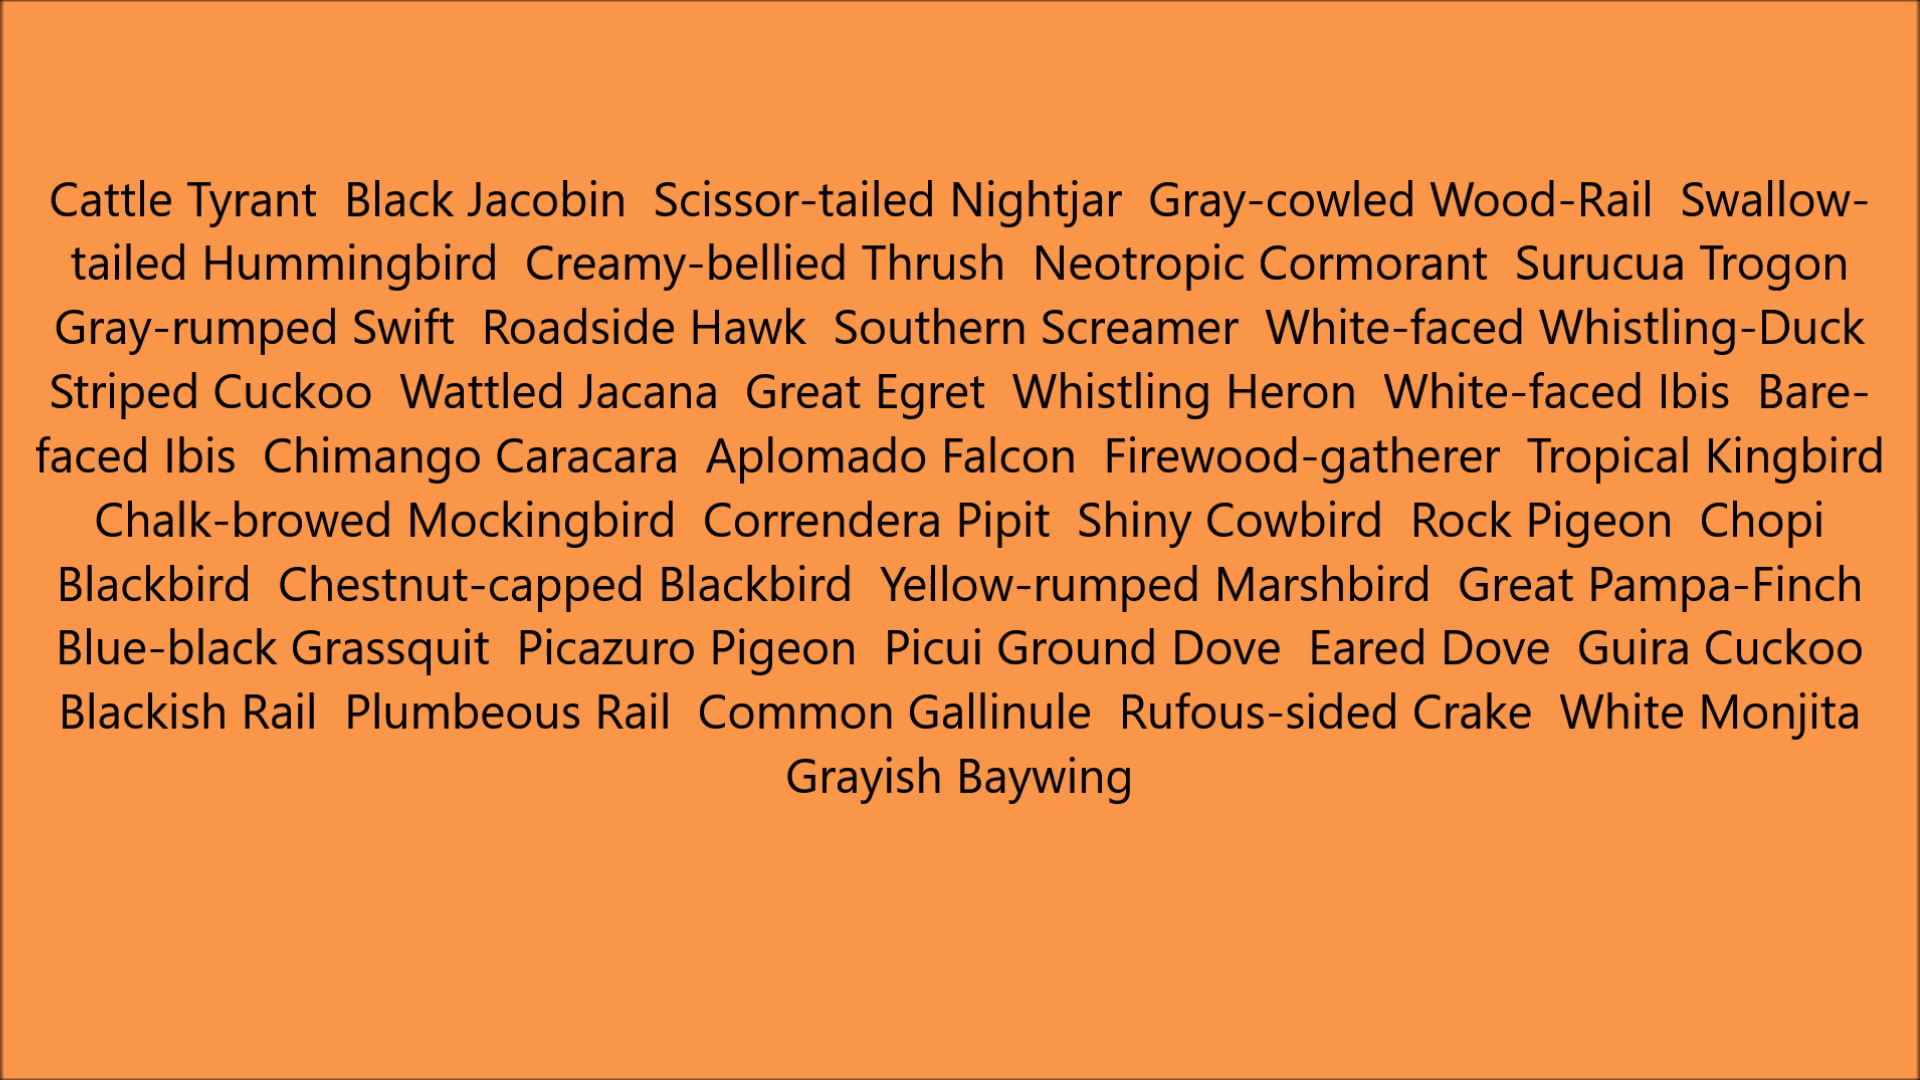 Cattle Tyrant  Black Jacobin  Scissor-tailed Nightjar  Gray-cowled Wood-Rail  Swallow-
tailed Hummingbird  Creamy-bellied Thrush  Neotropic Cormorant  Surucua Trogon
Gray-rumped Swift  Roadside Hawk  Southern Screamer  White-faced Whistling-Duck
Striped Cuckoo  Wattled Jacana  Great Egret  Whistling Heron  White-faced Ibis  Bare-
faced Ibis  Chimango Caracara  Aplomado Falcon  Firewood-gatherer  Tropical Kingbird
Chalk-browed Mockingbird  Correndera Pipit  Shiny Cowbird  Rock Pigeon  Chopi
Blackbird  Chestnut-capped Blackbird  Yellow-rumped Marshbird  Great Pampa-Finch
Blue-black Grassquit  Picazuro Pigeon  Picui Ground Dove  Eared Dove  Guira Cuckoo
Blackish Rail  Plumbeous Rail  Common Gallinule  Rufous-sided Crake  White Monjita
Grayish Baywing